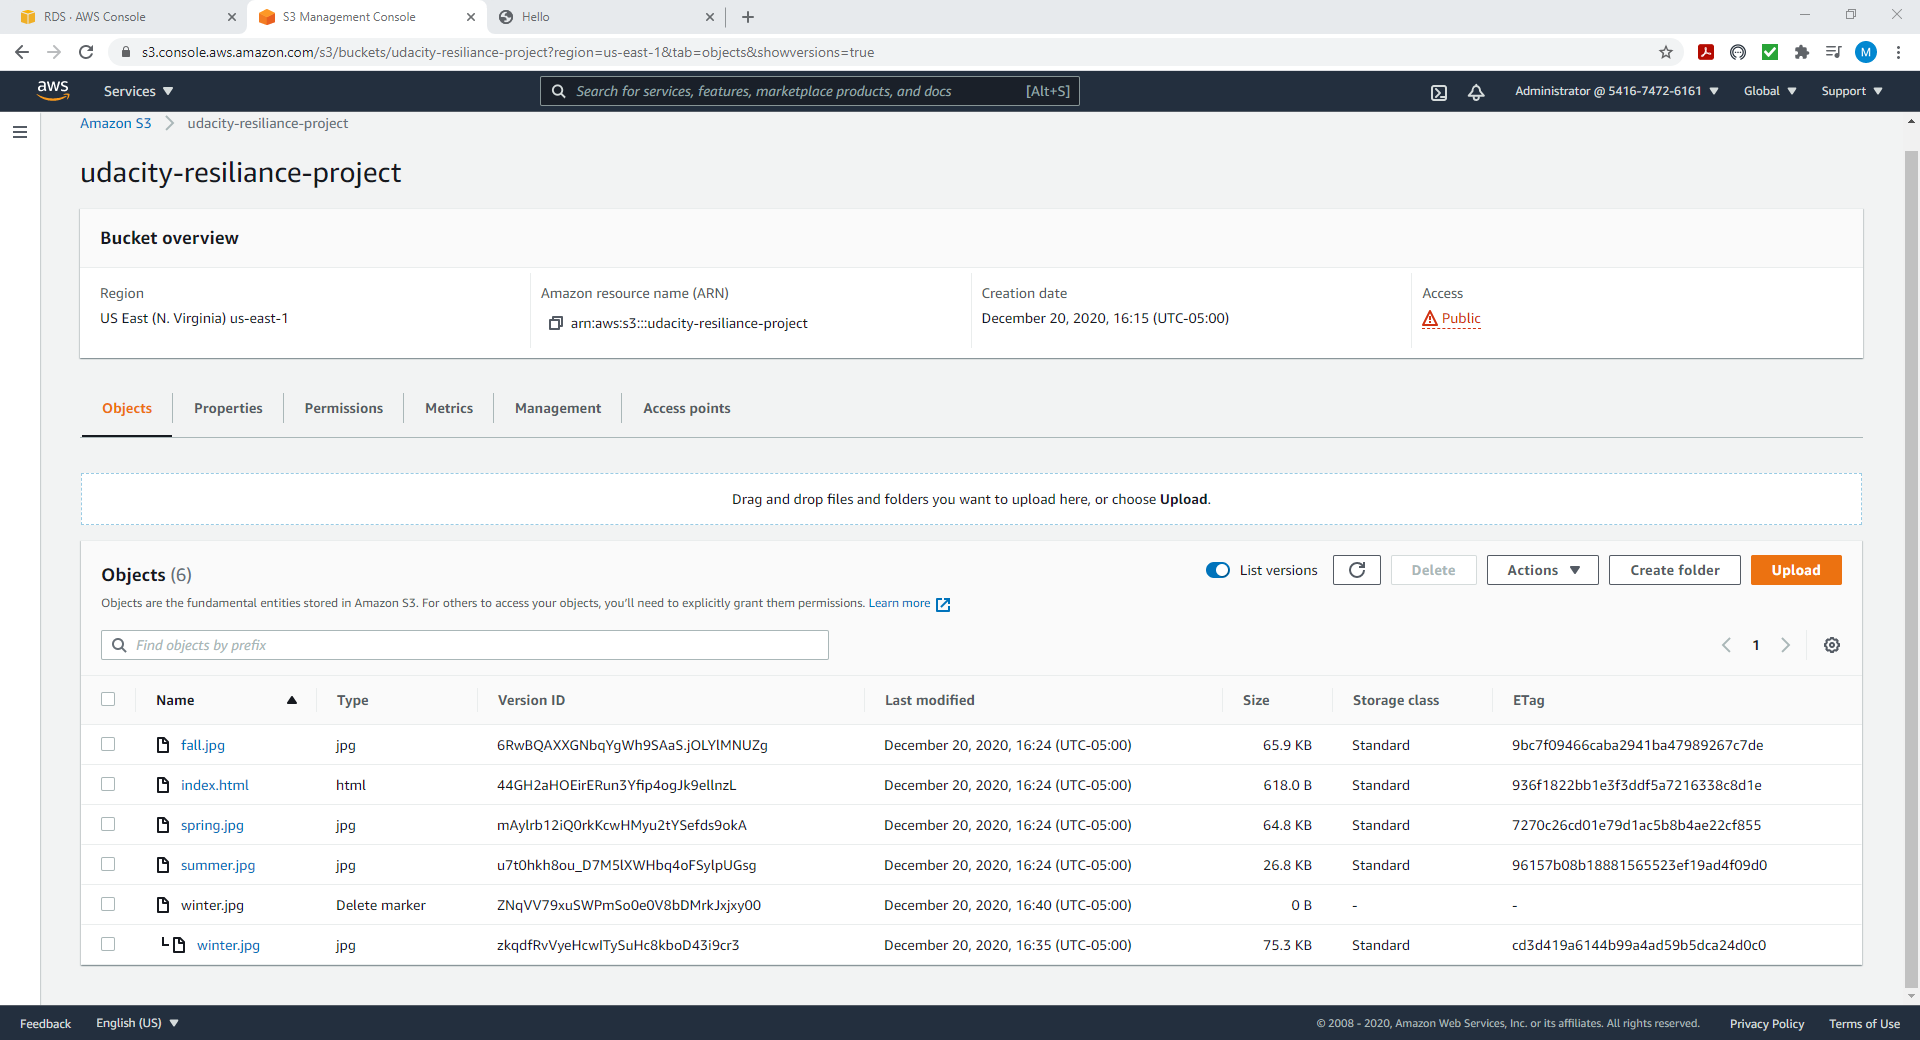 RDS · AWS Console
S3 Management Console
Hello
s3.console.aws.amazon.com/s3/buckets/udacity-resiliance-project?region=us-east-1&tab=objects&showversions=true
M
aws
Services
Search for services, features, marketplace products, and docs [Alt+S]
Administrator @ 5416-7472-6161
Global
Support
Amazon S3 > udacity-resiliance-project
udacity-resiliance-project
Bucket overview
Region
US East (N. Virginia) us-east-1
Amazon resource name (ARN)
arn:aws:s3:::udacity-resiliance-project
Creation date
December 20, 2020, 16:15 (UTC-05:00)
Access
Public
Objects Properties Permissions Metrics Management Access points
Drag and drop files and folders you want to upload here, or choose Upload.
Objects (6)
List versions
Delete
Actions
Create folder
Upload
Objects are the fundamental entities stored in Amazon S3. For others to access your objects, you'll need to explicitly grant them permissions. Learn more
Find objects by prefix
1
Name Type Version ID Last modified Size Storage class ETag
fall.jpg jpg 6RwBQAXXGNbqYgWh9SAaS.jOLYlMNUZg December 20, 2020, 16:24 (UTC-05:00) 65.9 KB Standard 9bc7f09466caba2941ba47989267c7de
index.html html 44GH2aHOEirERun3Yfip4ogJk9ellnzL December 20, 2020, 16:24 (UTC-05:00) 618.0 B Standard 936f1822bb1e3f3ddf5a7216338c8d1e
spring.jpg jpg mAylrb12iQ0rkKcwHMyu2tYSefds9okA December 20, 2020, 16:24 (UTC-05:00) 64.8 KB Standard 7270c26cd01e79d1ac5b8b4ae22cf855
summer.jpg jpg u7t0hkh8ou_D7M5lXWHbq4oFSylpUGsg December 20, 2020, 16:24 (UTC-05:00) 26.8 KB Standard 96157b08b18881565523ef19ad4f09d0
winter.jpg Delete marker ZNqVV79xuSWPmSo0e0V8bDMrkJxjxy00 December 20, 2020, 16:40 (UTC-05:00) 0 B - -
winter.jpg jpg zkqdfRvVyeHcwITySuHc8kboD43i9cr3 December 20, 2020, 16:35 (UTC-05:00) 75.3 KB Standard cd3d419a6144b99a4ad59b5dca24d0c0
Feedback English (US)
© 2008 - 2020, Amazon Web Services, Inc. or its affiliates. All rights reserved. Privacy Policy Terms of Use